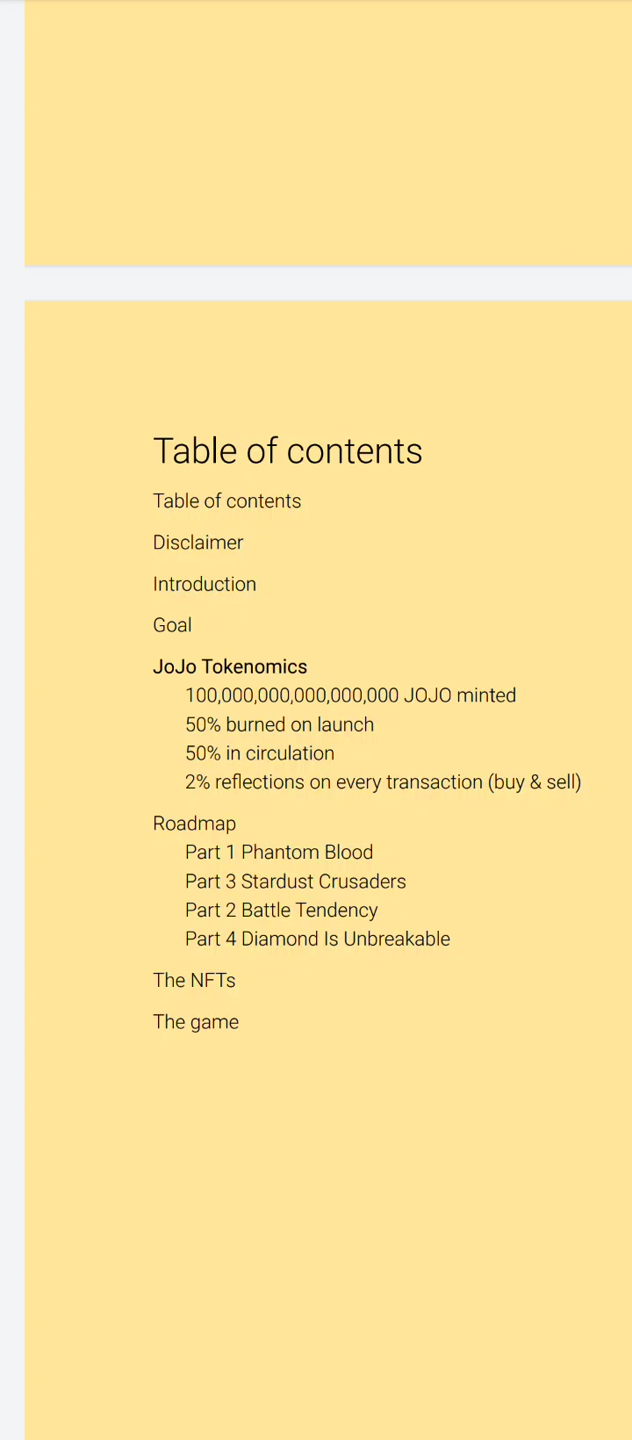 Table of contents
Table of contents
Disclaimer
Introduction
Goal
JoJo Tokenomics
100,000,000,000,000,000 JOJO minted
50% burned on launch
50% in circulation
2% reflections on every transaction (buy & sell)
Roadmap
Part 1 Phantom Blood
Part 3 Stardust Crusaders
Part 2 Battle Tendency
Part 4 Diamond Is Unbreakable
The NFTs
The game